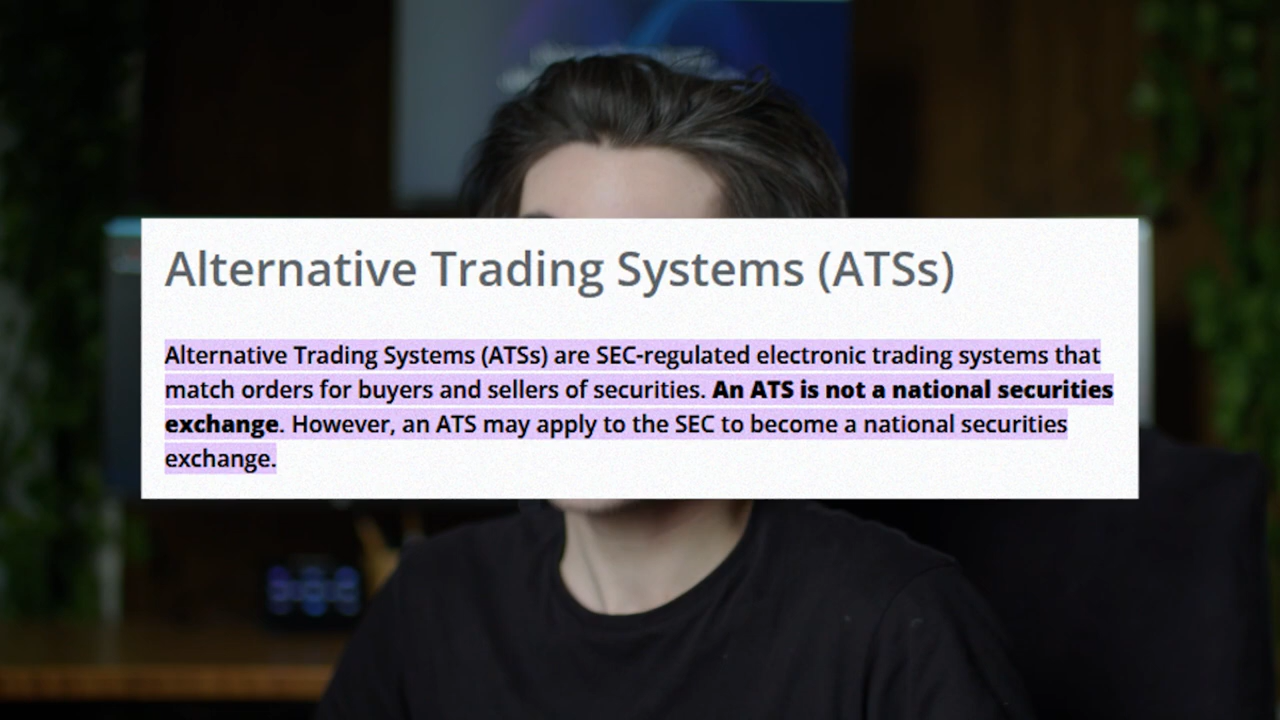 Alternative Trading Systems (ATSs)
Alternative Trading Systems (ATSs) are SEC-regulated electronic trading systems that
match orders for buyers and sellers of securities. An ATS is not a national securities
exchange. However, an ATS may apply to the SEC to become a national securities
exchange.